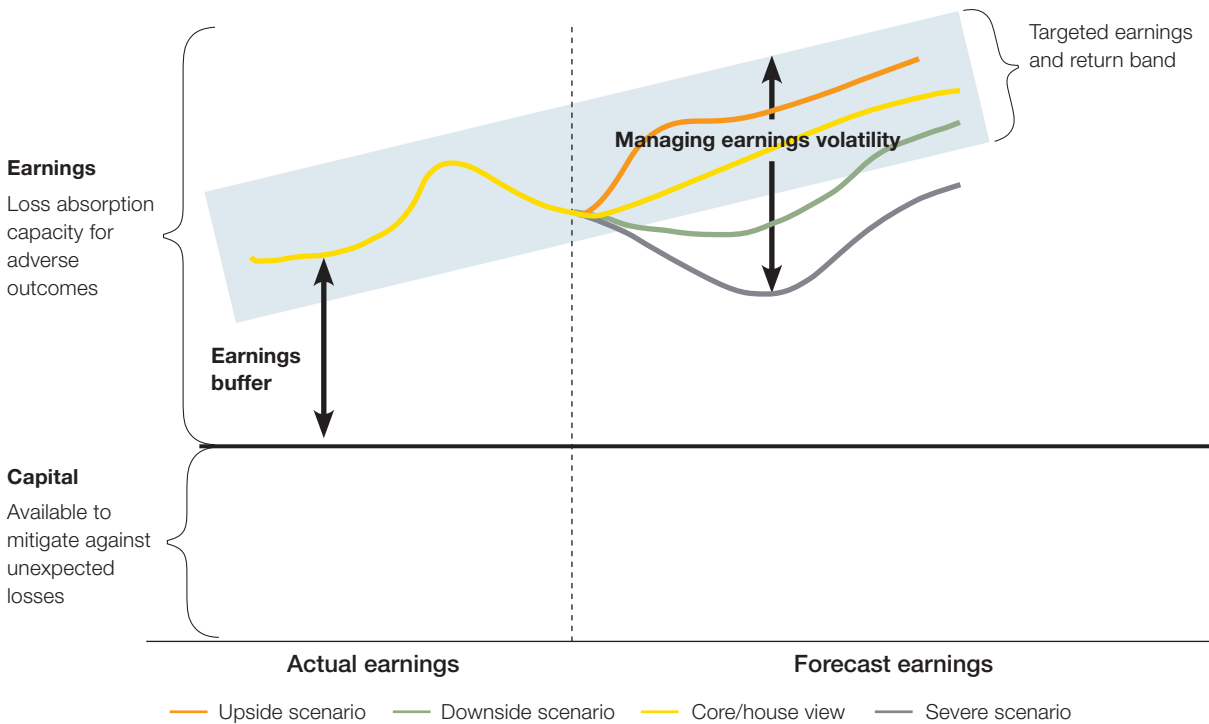 Targeted earnings
and return band
Managing earnings volatility
Earnings
Loss absorption
capacity for
adverse
outcomes
Earnings
buffer
Capital
Available to
mitigate against
unexpected
losses
Actual earnings
Forecast earnings
Upside scenario
Downside scenario
Core/house view
Severe scenario